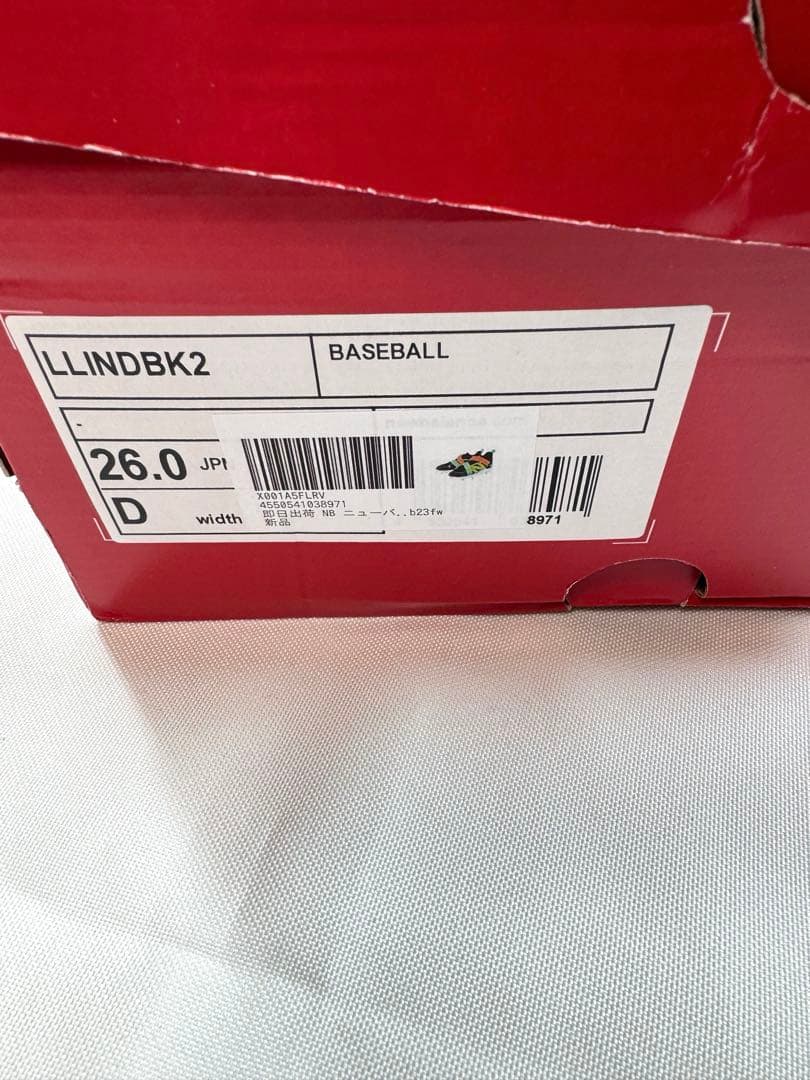 LLINDBK2
BASEBALL
-
26.0 JPN
D width
X001A5FLRV
4550541038971
即日出荷 NB ニューバ..b23fw
新品
8971